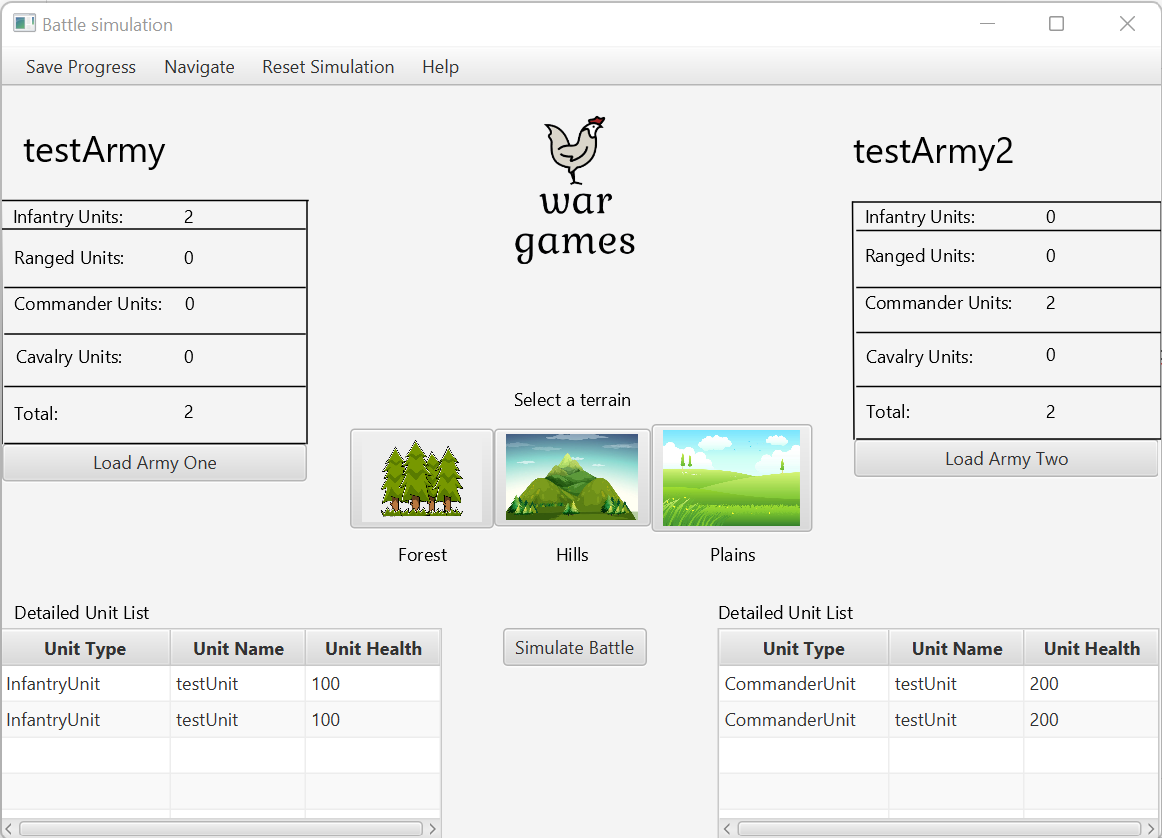 Battle simulation
Save Progress Navigate Reset Simulation Help
testArmy
Infantry Units: 2
Ranged Units: 0
Commander Units: 0
Cavalry Units: 0
Total: 2
Load Army One
war
games
testArmy2
Infantry Units: 0
Ranged Units: 0
Commander Units: 2
Cavalry Units: 0
Total: 2
Load Army Two
Select a terrain
Forest Hills Plains
Detailed Unit List
Unit Type Unit Name Unit Health
InfantryUnit testUnit 100
InfantryUnit testUnit 100
Simulate Battle
Detailed Unit List
Unit Type Unit Name Unit Health
CommanderUnit testUnit 200
CommanderUnit testUnit 200